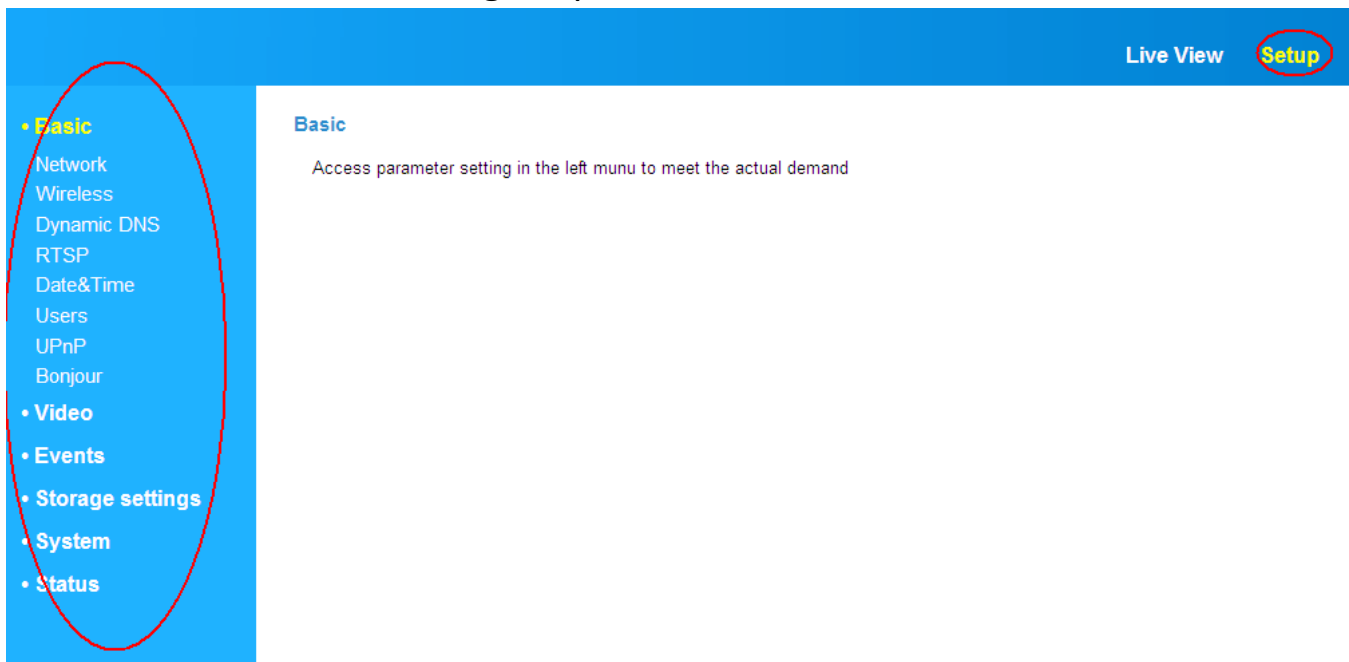 Live View Setup
• Basic
Network
Wireless
Dynamic DNS
RTSP
Date&Time
Users
UPnP
Bonjour
• Video
• Events
• Storage settings
• System
• Status
Basic
Access parameter setting in the left munu to meet the actual demand